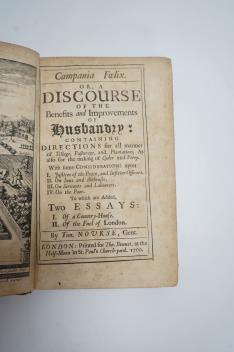 Campania Fœlix.
OR, A
DISCOURSE
OF THE
Benefits and Improvements
OF
Husbandry:
CONTAINING
DIRECTIONS for all manner
of Tillage, Pasturage, and Plantation; As
also for the making of Cyder and Perry.
With some CONSIDERATIONS upon
I. Justices of the Peace, and Inferior Officers.
II. On Inns and Alehouses.
III. On Servants and Labourers.
IV. On the Poor.
To which are Added,
TWO ESSAYS:
I. Of a Country-House.
II. Of the Fuel of London.
By Tim. NOURSE, Gent.
LONDON: Printed for Tho. Bennet, at the
Half-Moon in St. Paul's Church-yard. 1700.